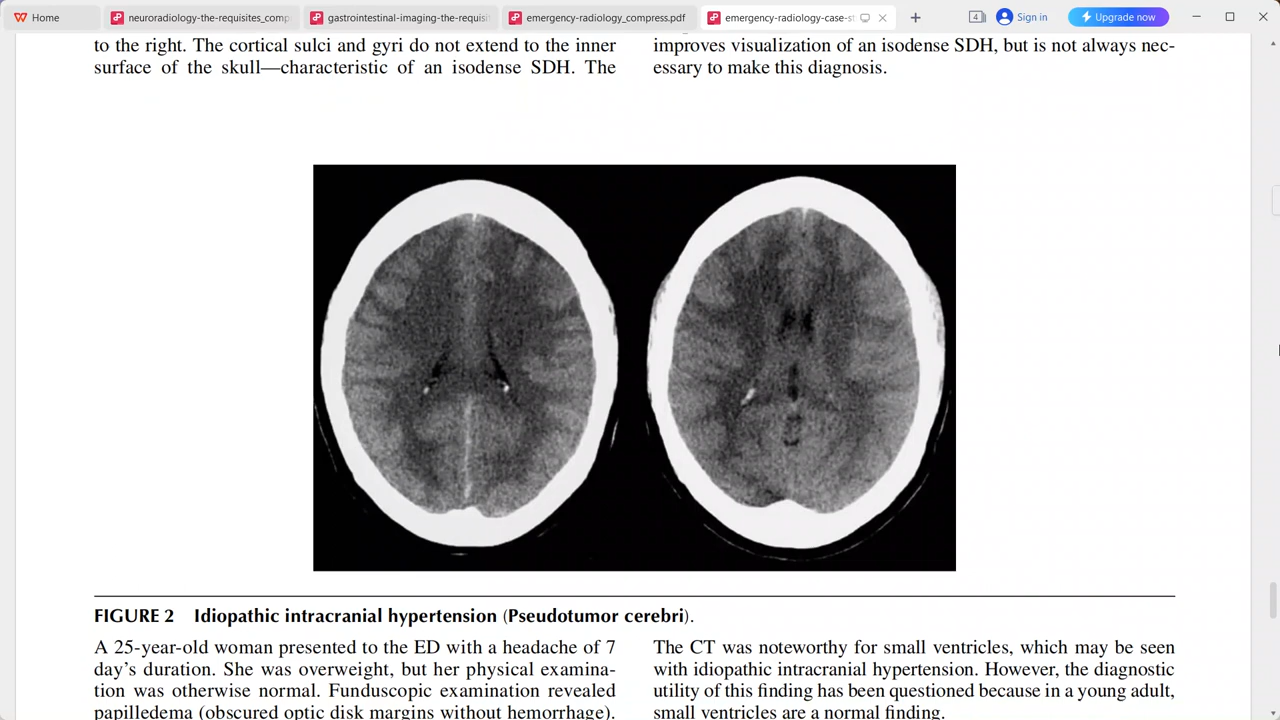 Home
neuroradiology-the-requisites_comp
gastrointestinal-imaging-the-requisi
emergency-radiology_compress.pdf
emergency-radiology-case-st
4
Sign in
Upgrade now
to the right. The cortical sulci and gyri do not extend to the inner
surface of the skull—characteristic of an isodense SDH. The
improves visualization of an isodense SDH, but is not always nec-
essary to make this diagnosis.
FIGURE 2 Idiopathic intracranial hypertension (Pseudotumor cerebri).
A 25-year-old woman presented to the ED with a headache of 7
day's duration. She was overweight, but her physical examina-
tion was otherwise normal. Funduscopic examination revealed
papilledema (obscured optic disk margins without hemorrhage).
The CT was noteworthy for small ventricles, which may be seen
with idiopathic intracranial hypertension. However, the diagnostic
utility of this finding has been questioned because in a young adult,
small ventricles are a normal finding.